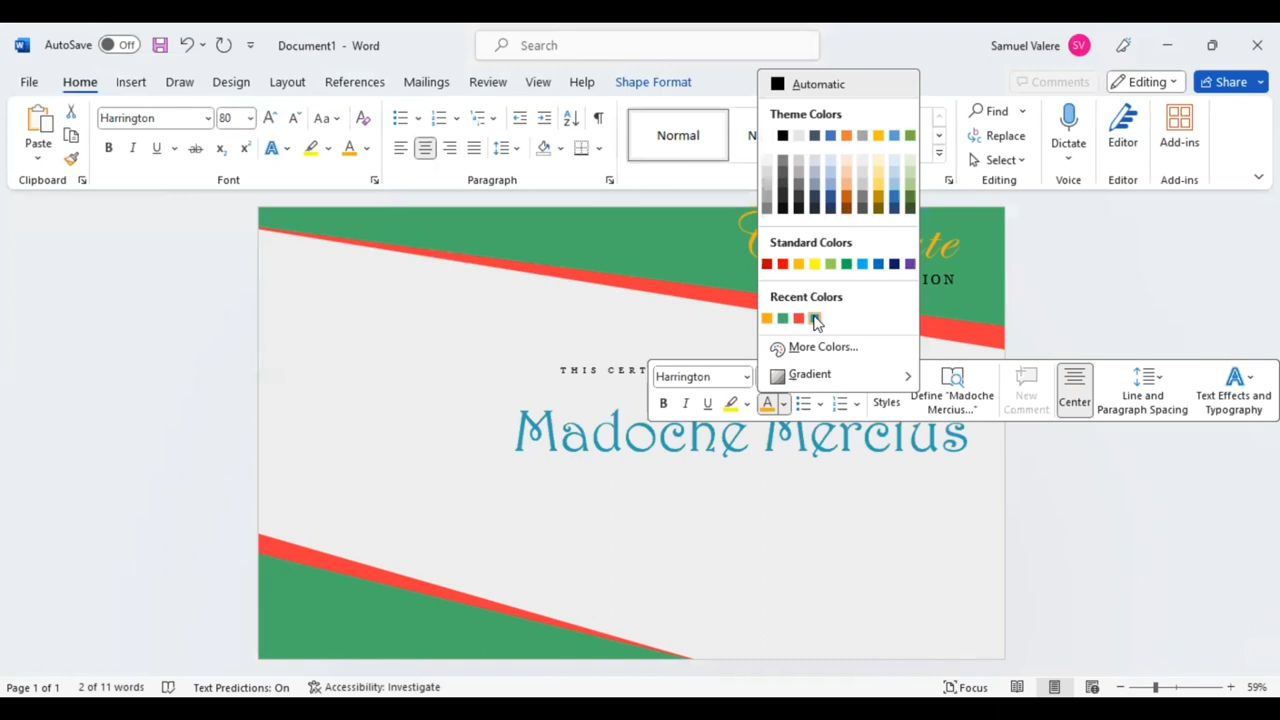 AutoSave Off Document1 - Word Search Samuel Valere SV
File Home Insert Draw Design Layout References Mailings Review View Help Shape Format Comments Editing Share
Paste Harrington 80 Aa Normal Find Replace Select Dictate Editor Add-ins
Clipboard Font Paragraph Editing Voice Editor Add-ins
Automatic
Theme Colors
Standard Colors
Recent Colors
More Colors...
Gradient
ION
THIS CERT
Harrington
B I U Styles Define "Madoche Mercius..." New Comment Center Line and Paragraph Spacing Text Effects and Typography
Madoche Mercius
Page 1 of 1 2 of 11 words Text Predictions: On Accessibility: Investigate Focus 59%